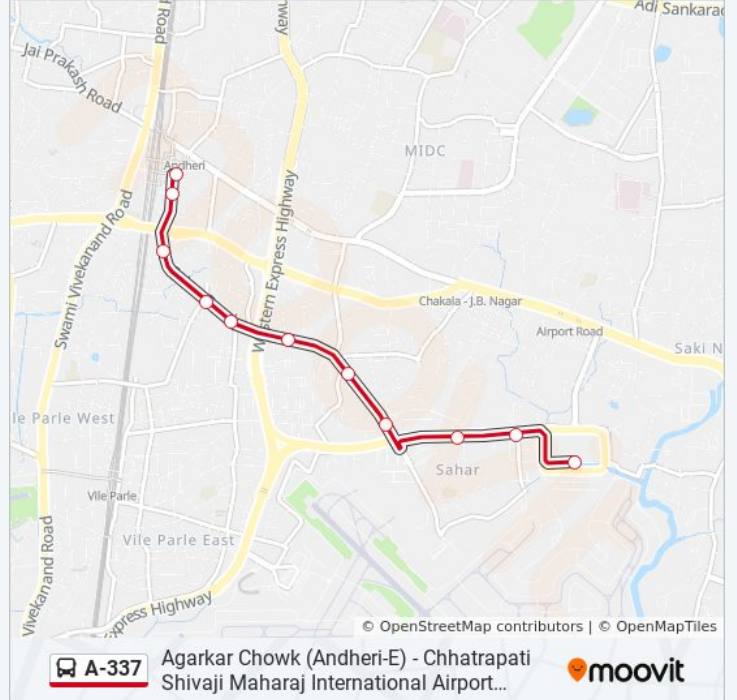 d Road
way
Adi Sankarac
Jai Prakash Road
MIDC
Andheri
Swami Vivekanand Road
Western Express Highway
Chakala - J.B. Nagar
Airport Road
Saki N
le Parle West
Sahar
Vile Parle
Vile Parle East
Vivekanand Road
xpress Highway
© OpenStreetMap contributors | © OpenMapTiles
A-337
Agarkar Chowk (Andheri-E) - Chhatrapati
Shivaji Maharaj International Airport...
moovit